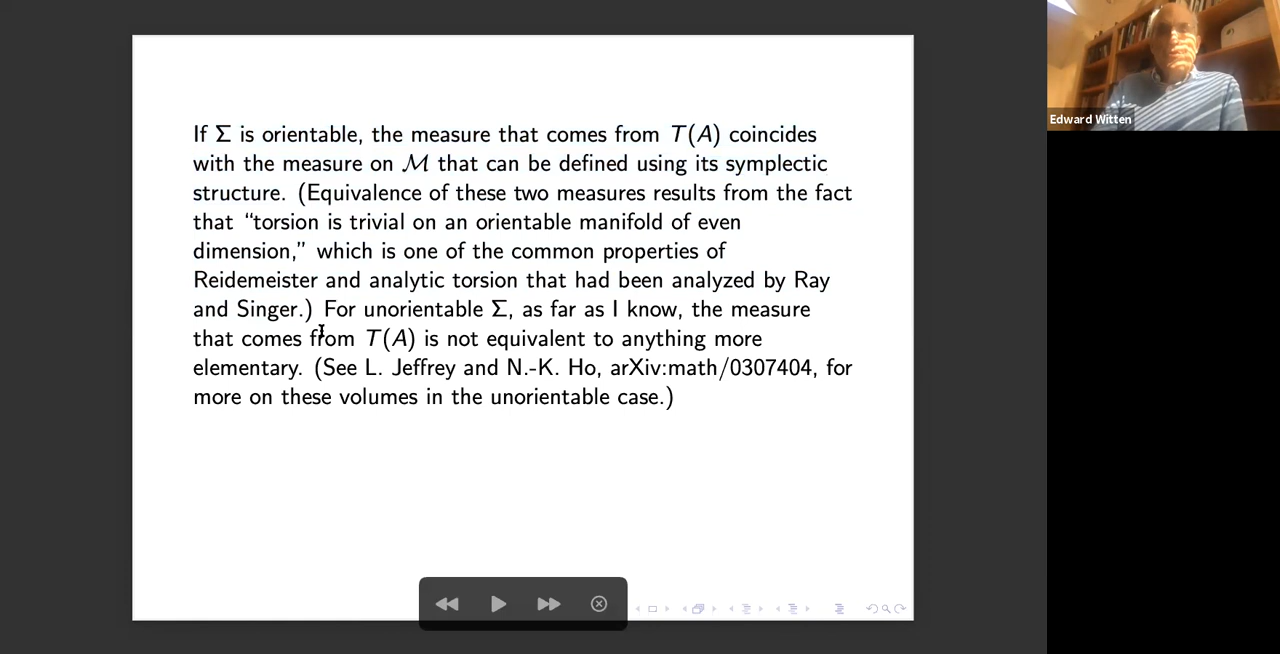 If Σ is orientable, the measure that comes from T(A) coincides
with the measure on ℳ that can be defined using its symplectic
structure. (Equivalence of these two measures results from the fact
that “torsion is trivial on an orientable manifold of even
dimension,” which is one of the common properties of
Reidemeister and analytic torsion that had been analyzed by Ray
and Singer.) For unorientable Σ, as far as I know, the measure
that comes from T(A) is not equivalent to anything more
elementary. (See L. Jeffrey and N.-K. Ho, arXiv:math/0307404, for
more on these volumes in the unorientable case.)
Edward Witten